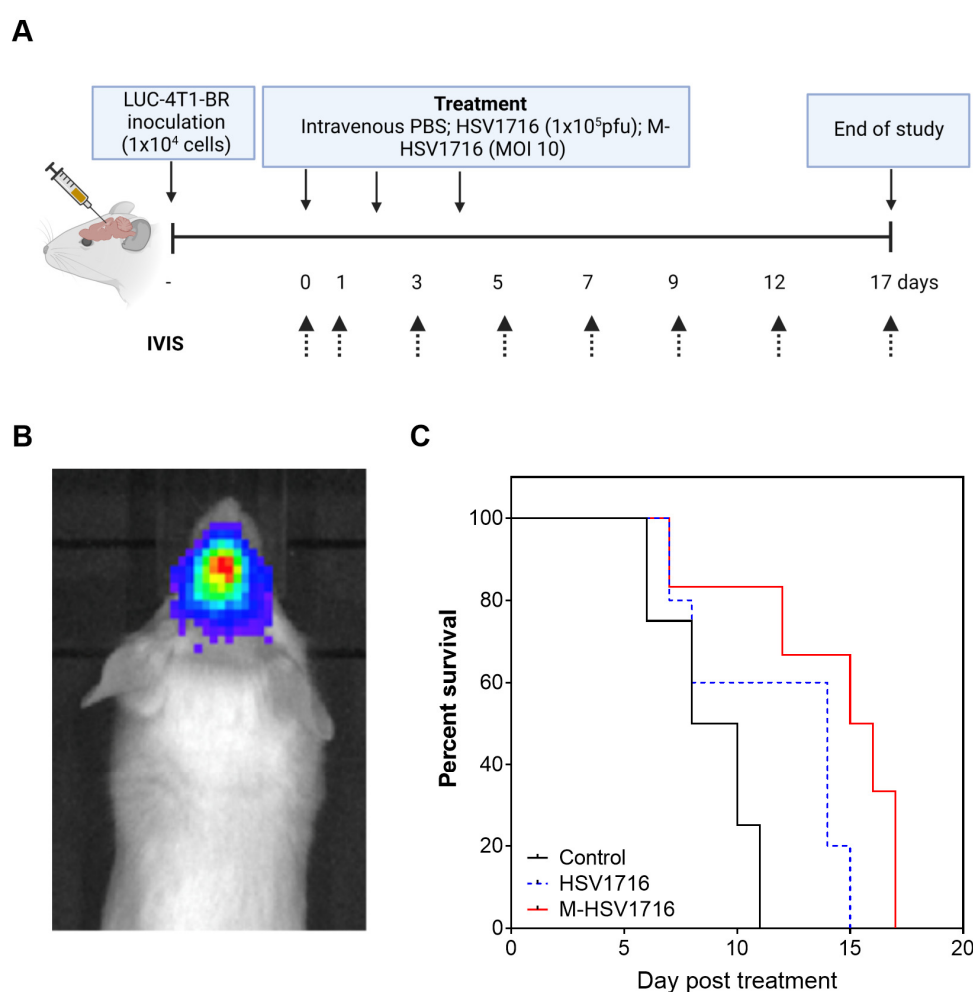 A
LUC-4T1-BR
inoculation
(1x10⁴ cells)
Treatment
Intravenous PBS; HSV1716 (1x10⁵pfu); M-
HSV1716 (MOI 10)
End of study
- 0 1 3 5 7 9 12 17 days
IVIS
B
C
100
80
60
40
20
0
Percent survival
Control
HSV1716
M-HSV1716
0 5 10 15 20
Day post treatment